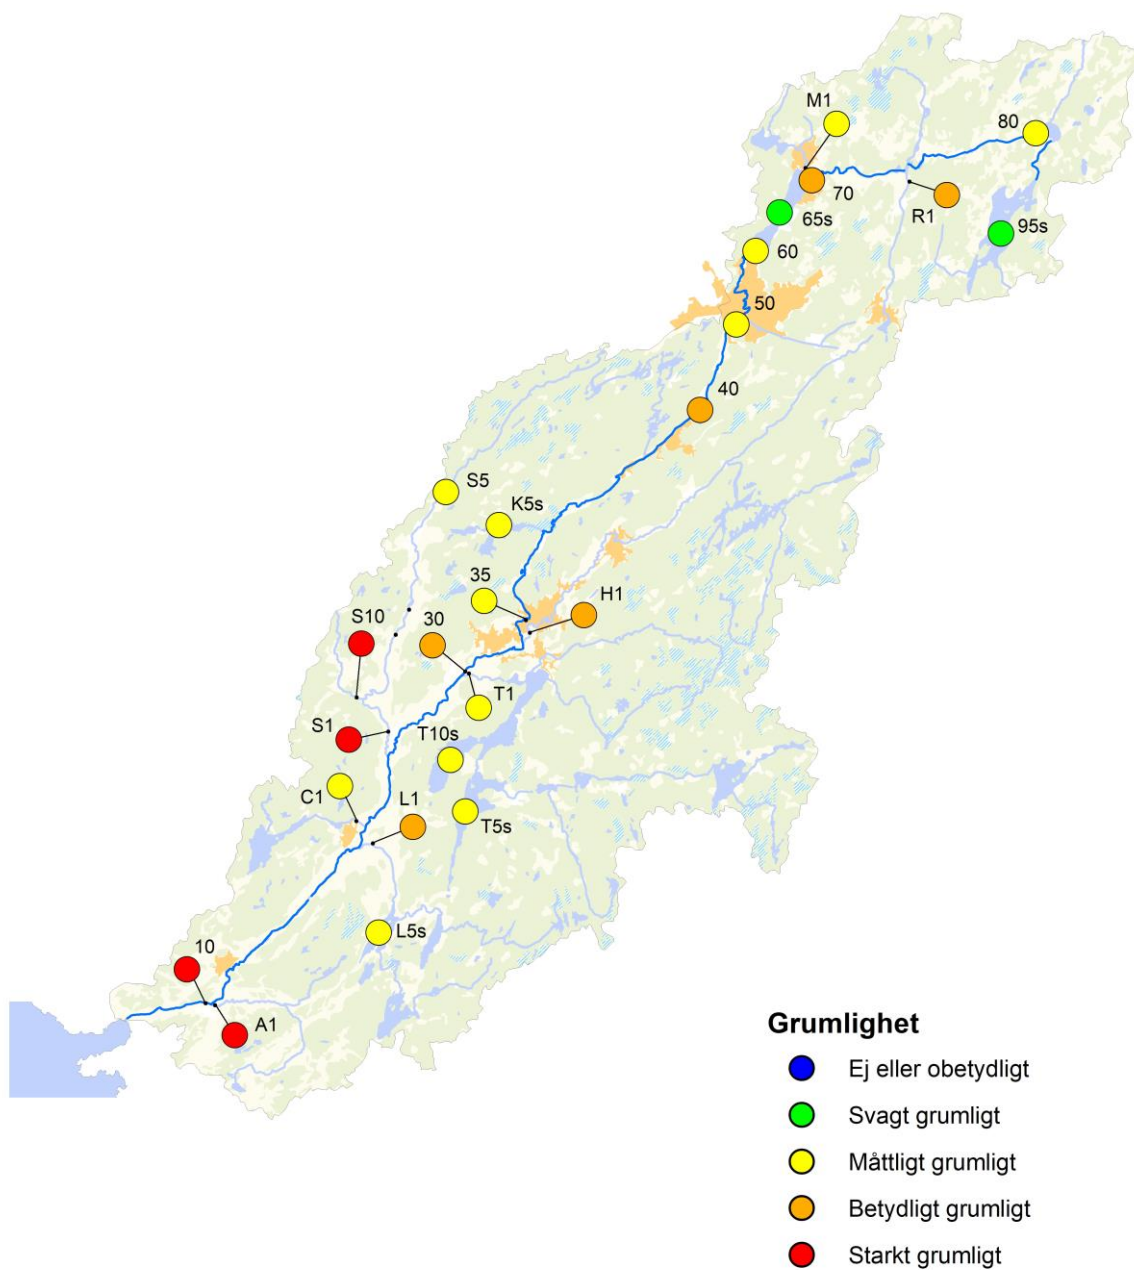 M1
80
70
R1
65s
95s
60
50
40
S5
K5s
35
H1
S10
30
T1
S1
T10s
C1
L1
T5s
L5s
10
A1
Grumlighet
Ej eller obetydligt
Svagt grumligt
Måttligt grumligt
Betydligt grumligt
Starkt grumligt